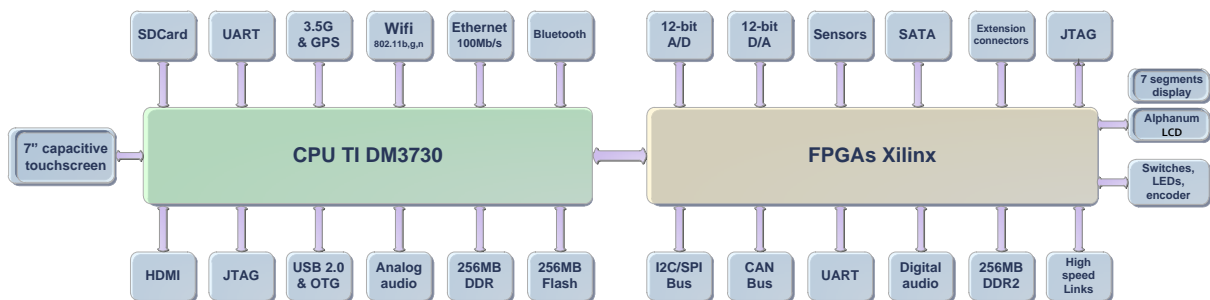 SDCard
UART
3.5G
& GPS
Wifi
802.11b,g,n
Ethernet
100Mb/s
Bluetooth
12-bit
A/D
12-bit
D/A
Sensors
SATA
Extension
connectors
JTAG
7 segments
display
Alphanum
LCD
7” capacitive
touchscreen
CPU TI DM3730
FPGAs Xilinx
Switches,
LEDs,
encoder
HDMI
JTAG
USB 2.0
& OTG
Analog
audio
256MB
DDR
256MB
Flash
I2C/SPI
Bus
CAN
Bus
UART
Digital
audio
256MB
DDR2
High
speed
Links